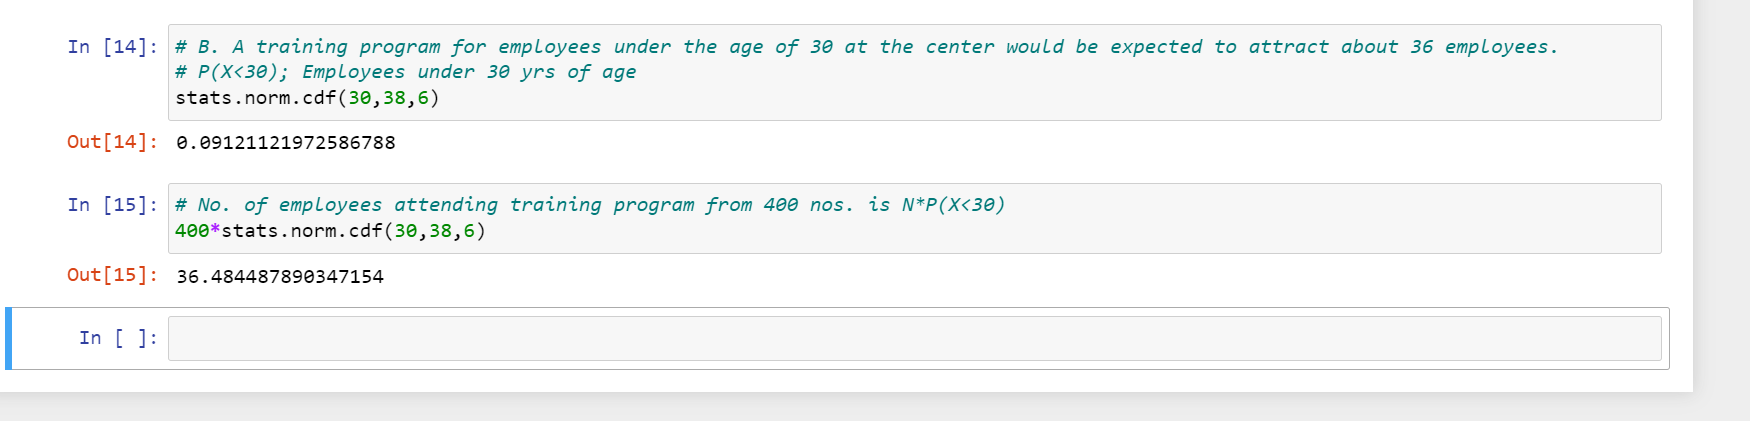 In [14]: # B. A training program for employees under the age of 30 at the center would be expected to attract about 36 employees.
# P(X<30); Employees under 30 yrs of age
stats.norm.cdf(30,38,6)
Out[14]: 0.09121121972586788
In [15]: # No. of employees attending training program from 400 nos. is N*P(X<30)
400*stats.norm.cdf(30,38,6)
Out[15]: 36.484487890347154
In [ ]: